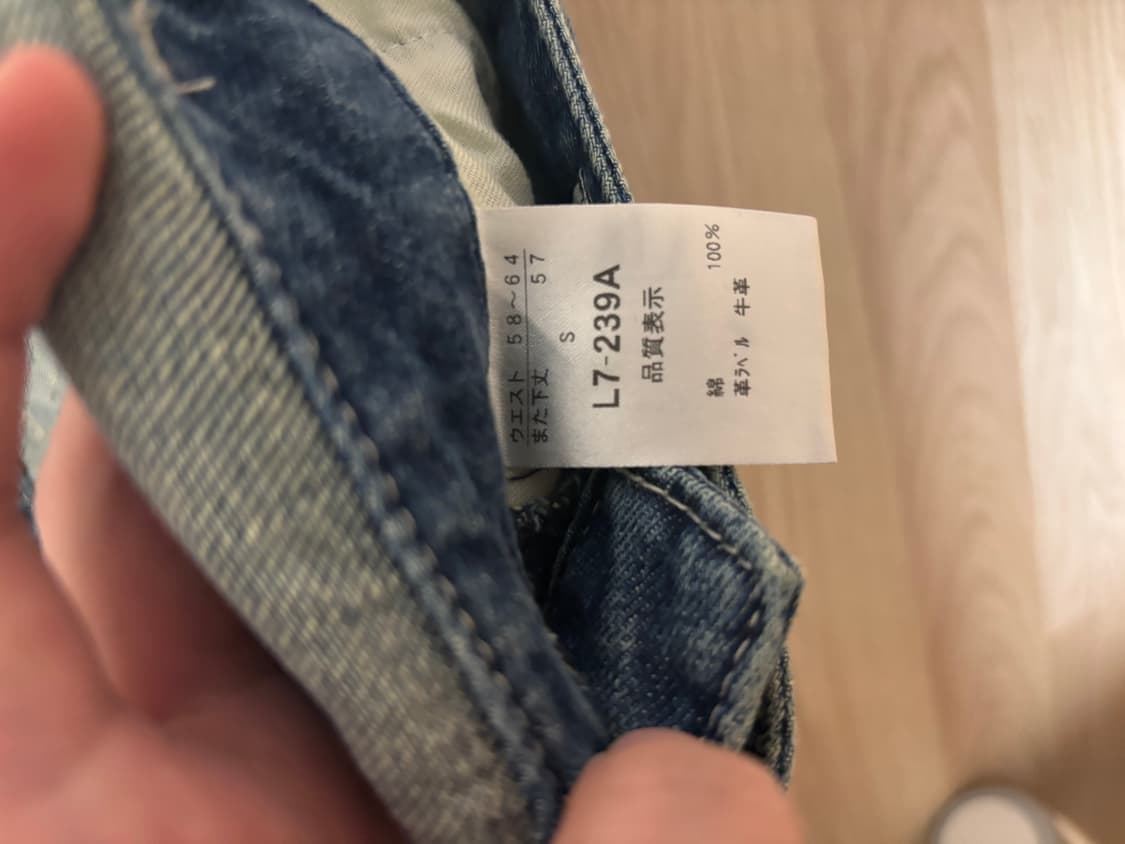 ウエスト 58～64
また下丈 57
S
L7-239A
品質表示
綿 100%
革ラベル 牛革